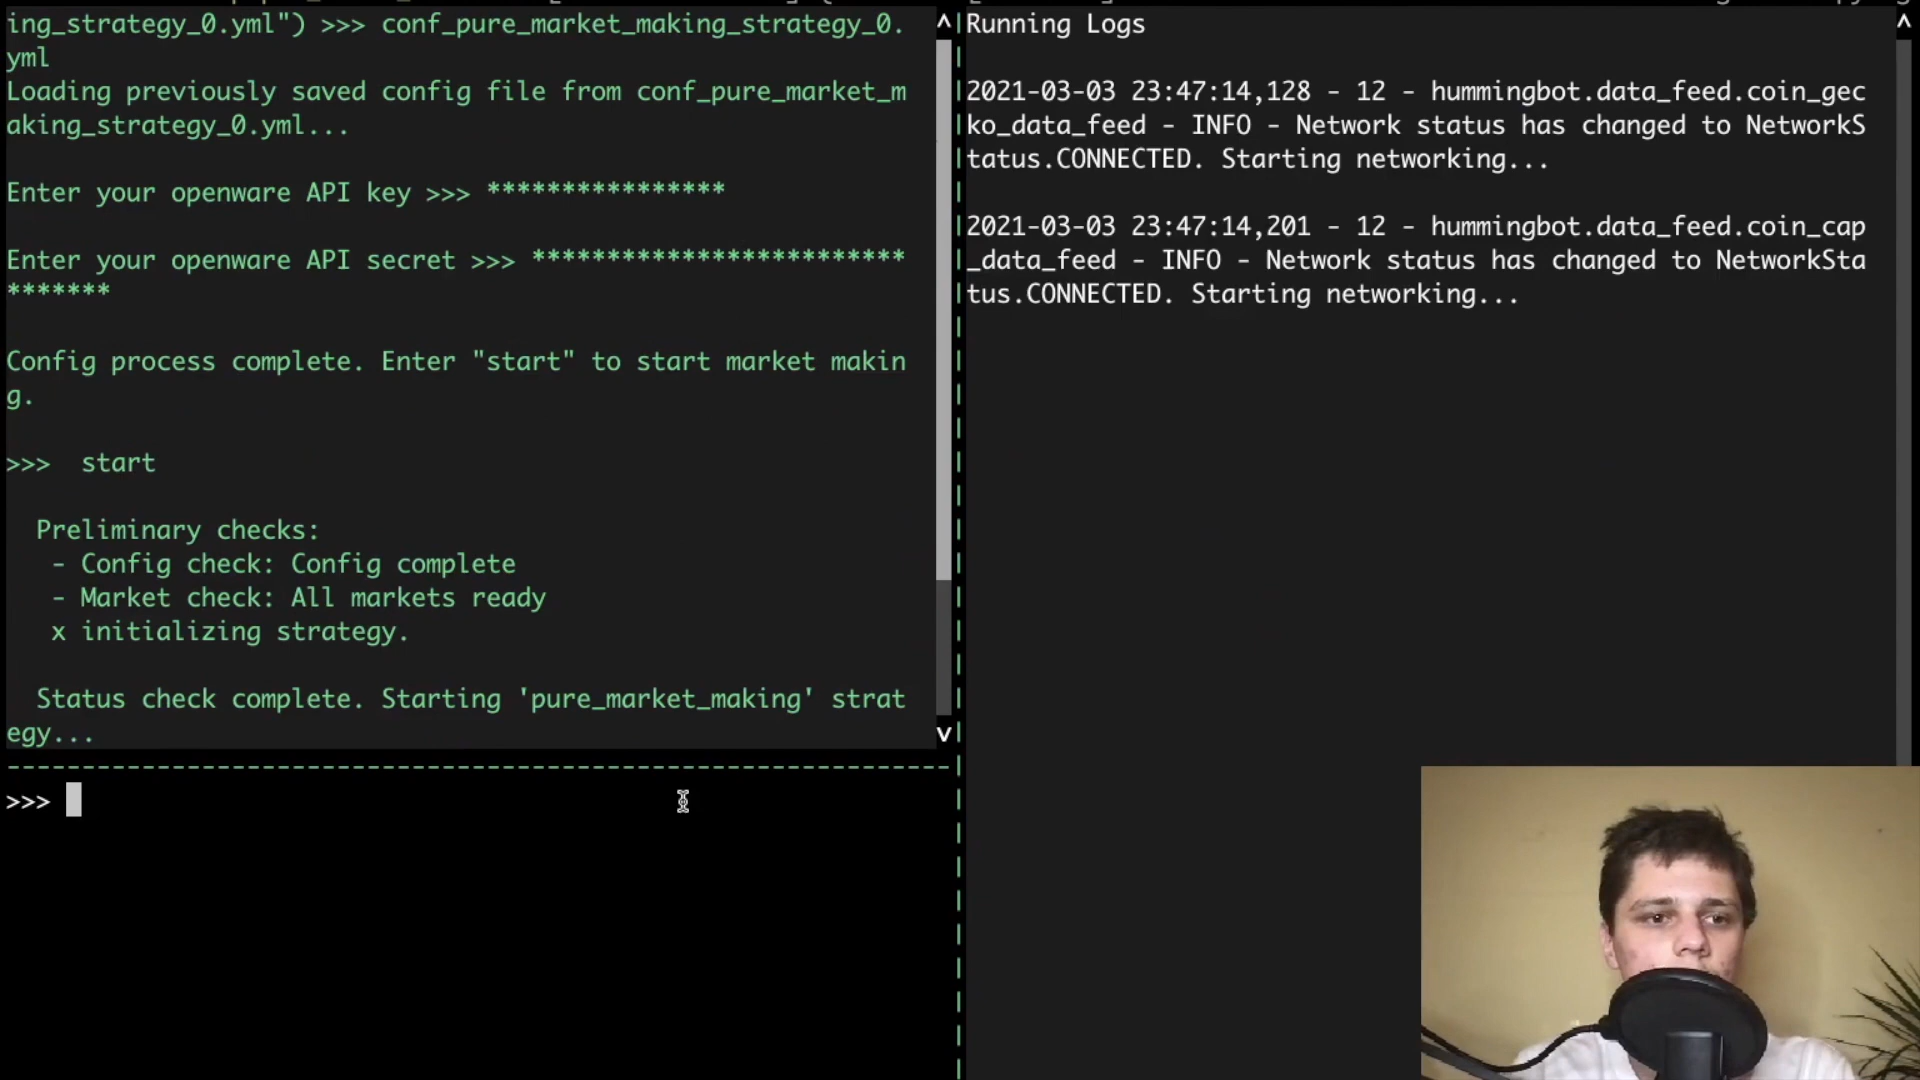 ing_strategy_0.yml") >>> conf_pure_market_making_strategy_0.
yml
Loading previously saved config file from conf_pure_market_m
aking_strategy_0.yml...
Enter your openware API key >>> ****************
Enter your openware API secret >>> *************************
*******
Config process complete. Enter "start" to start market makin
g.
>>>  start
Preliminary checks:
- Config check: Config complete
- Market check: All markets ready
x initializing strategy.
Status check complete. Starting 'pure_market_making' strat
egy...
>>>
Running Logs
2021-03-03 23:47:14,128 - 12 - hummingbot.data_feed.coin_gec
ko_data_feed - INFO - Network status has changed to NetworkS
tatus.CONNECTED. Starting networking...
2021-03-03 23:47:14,201 - 12 - hummingbot.data_feed.coin_cap
_data_feed - INFO - Network status has changed to NetworkSta
tus.CONNECTED. Starting networking...